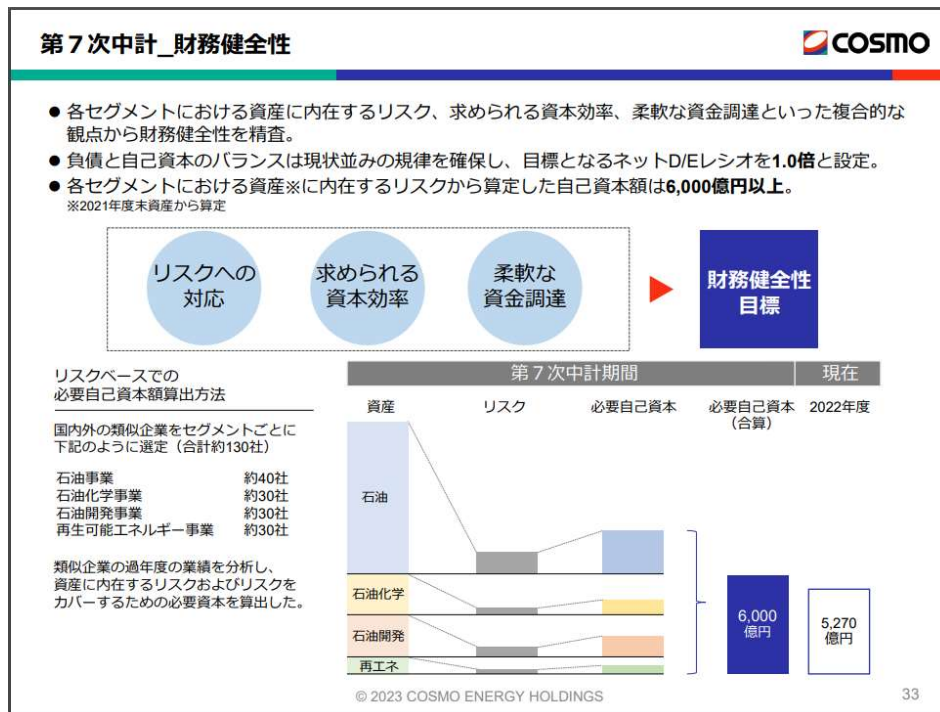 第7次中計_財務健全性
COSMO
● 各セグメントにおける資産に内在するリスク、求められる資本効率、柔軟な資金調達といった複合的な
観点から財務健全性を精査。
● 負債と自己資本のバランスは現状並みの規律を確保し、目標となるネットD/Eレシオを1.0倍と設定。
● 各セグメントにおける資産※に内在するリスクから算定した自己資本額は6,000億円以上。
※2021年度末資産から算定
リスクへの
対応
求められる
資本効率
柔軟な
資金調達
財務健全性
目標
リスクベースでの
必要自己資本額算出方法
国内外の類似企業をセグメントごとに
下記のように選定（合計約130社）
石油事業 約40社
石油化学事業 約30社
石油開発事業 約30社
再生可能エネルギー事業 約30社
類似企業の過年度の業績を分析し、
資産に内在するリスクおよびリスクを
カバーするための必要資本を算出した。
第7次中計期間 現在
資産 リスク 必要自己資本 必要自己資本 2022年度
（合算）
石油
石油化学
石油開発
再エネ
6,000
億円
5,270
億円
© 2023 COSMO ENERGY HOLDINGS
33